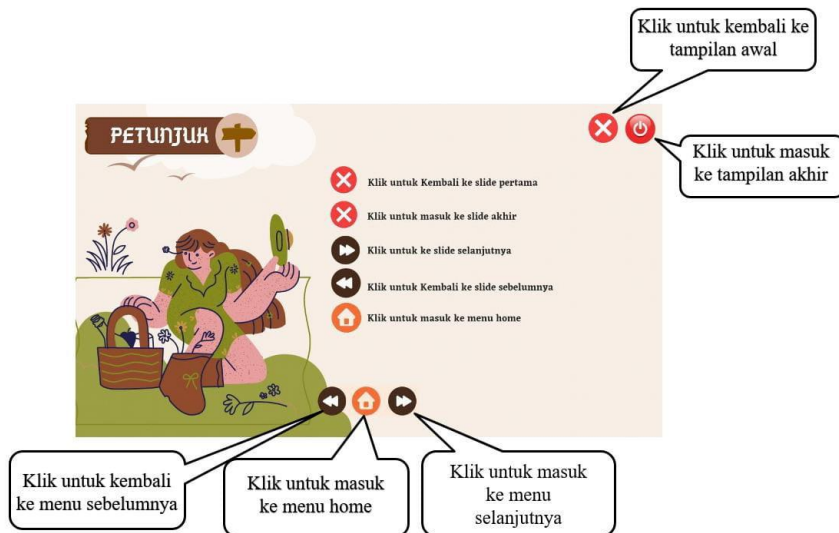 Klik untuk kembali ke
tampilan awal
PETUNJUK
Klik untuk masuk
ke tampilan akhir
Klik untuk Kembali ke slide pertama
Klik untuk masuk ke slide akhir
Klik untuk ke slide selanjutnya
Klik untuk Kembali ke slide sebelumnya
Klik untuk masuk ke menu home
Klik untuk kembali
ke menu sebelumnya
Klik untuk masuk
ke menu home
Klik untuk masuk
ke menu
selanjutnya